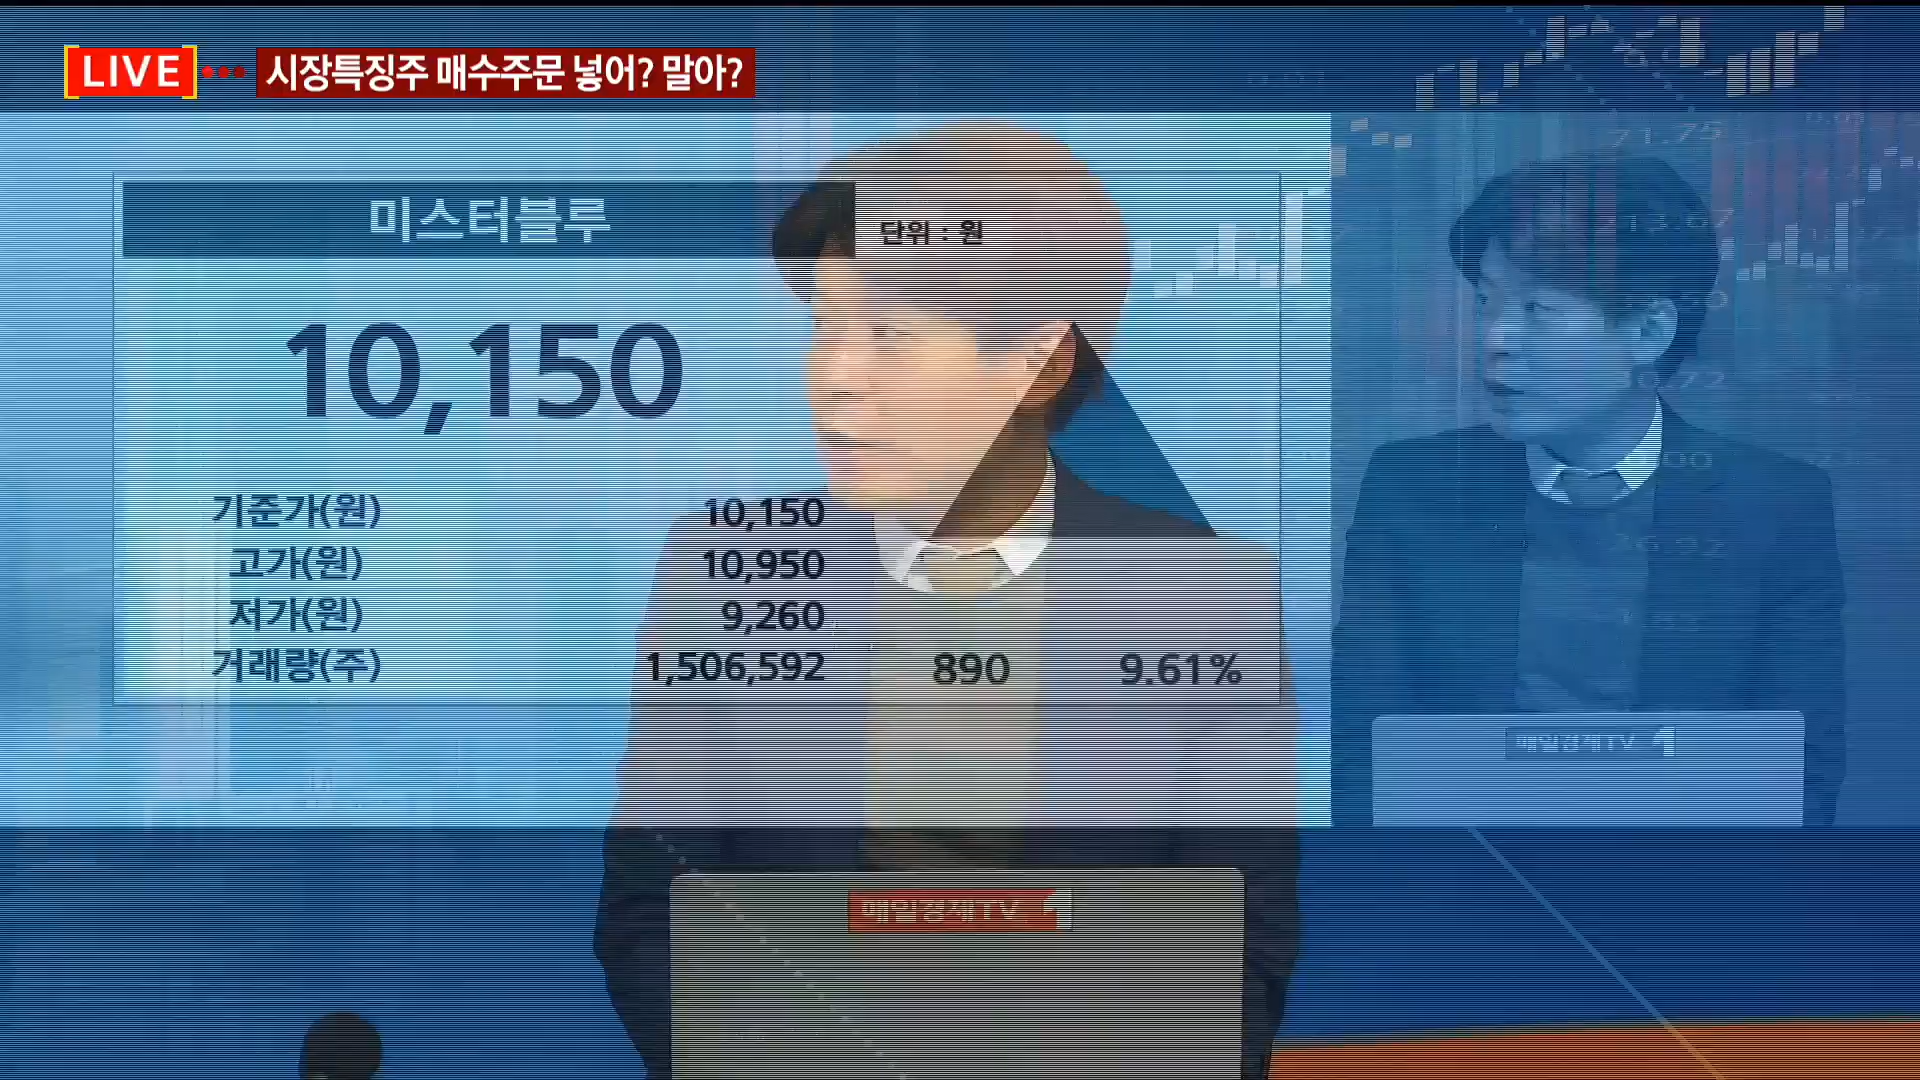 LIVE 시장특징주 매수주문 넣어? 말아?
미스터블루
단위 : 원
10,150
기준가(원) 10,150
고가(원) 10,950
저가(원) 9,260
거래량(주) 1,506,592 890 9.61%
71.75
매일경제TV
매일경제TV